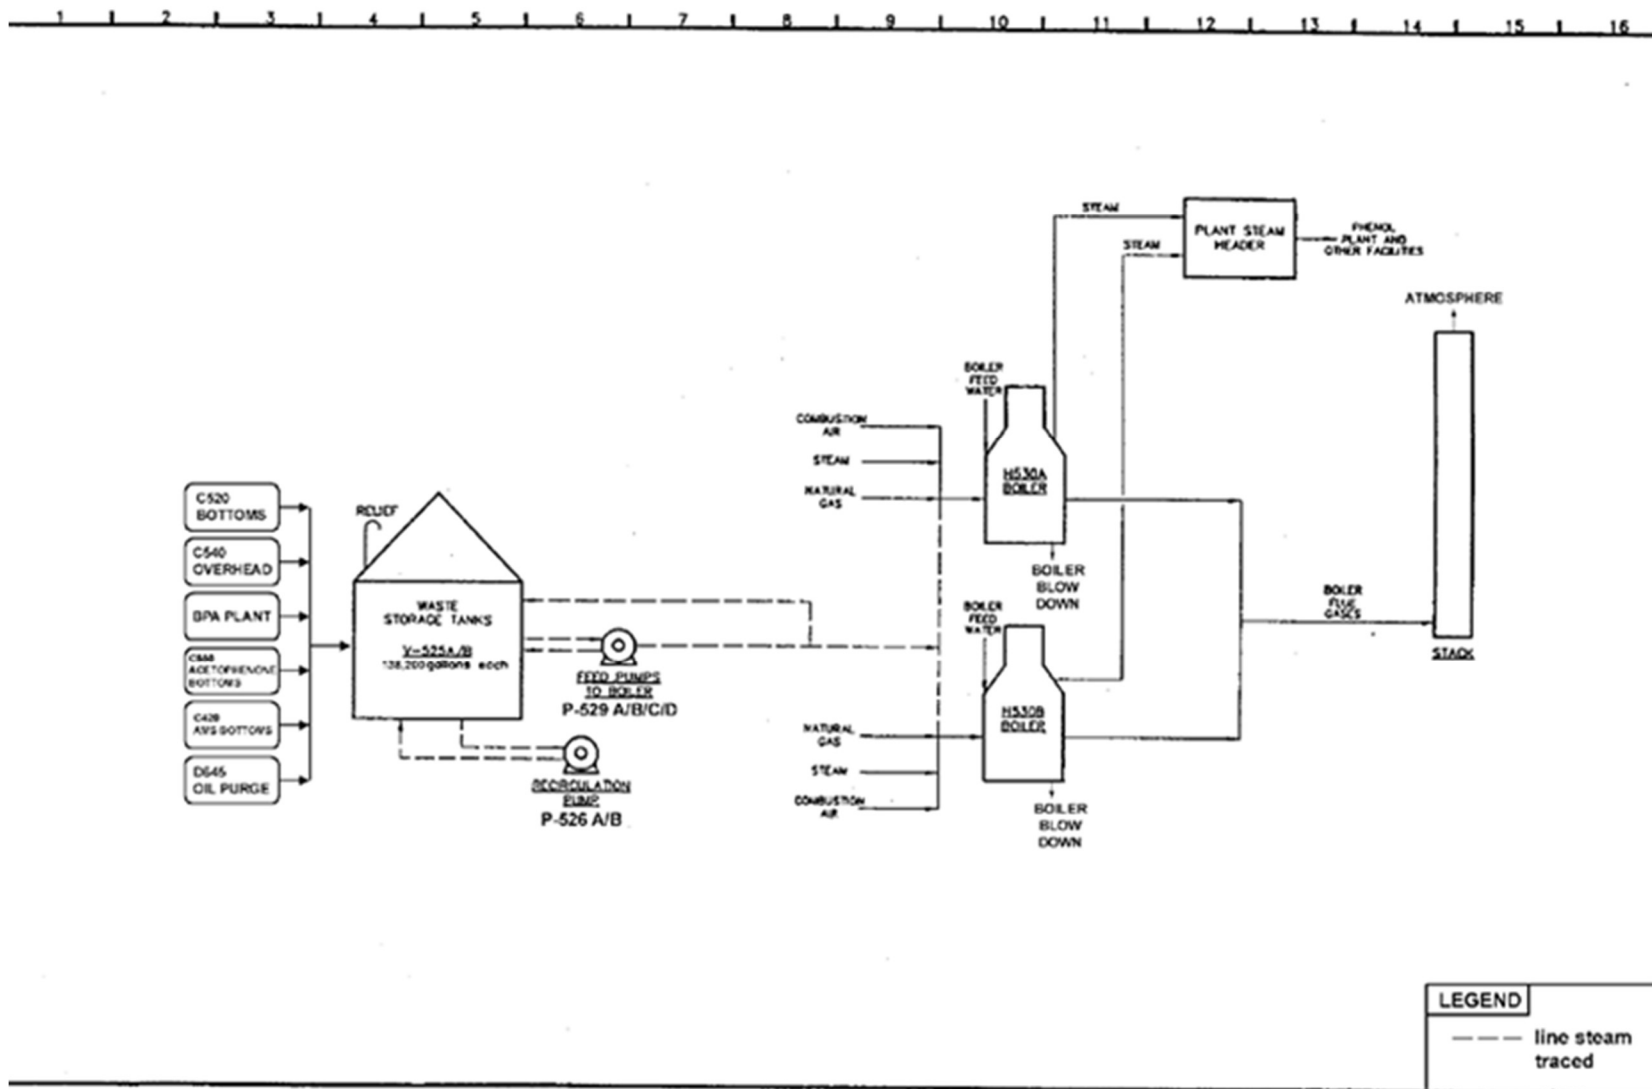 1 2 3 4 5 6 7 8 9 10 11 12 13 14 15 16
STEAM
PLANT STEAM
HEADER
STEAM
PHENOL
PLANT AND
OTHER FACILITIES
ATMOSPHERE
BOILER
FEED
WATER
COMBUSTION
AIR
STEAM
NATURAL
GAS
H530A
BOILER
BOILER
BLOW
DOWN
C520
BOTTOMS
C540
OVERHEAD
BPA PLANT
ACETOPHENONE
BOTTOMS
AMS BOTTOMS
D645
OIL PURGE
RELIEF
WASTE
STORAGE TANKS
V-525A/B
138,200 gallons each
FEED PUMPS
TO BOILER
P-529 A/B/C/D
RECIRCULATION
PUMP
P-526 A/B
BOILER
FEED
WATER
NATURAL
GAS
STEAM
COMBUSTION
AIR
H530B
BOILER
BOILER
BLOW
DOWN
BOILER
FLUE
GASES
STACK
LEGEND
line steam
traced